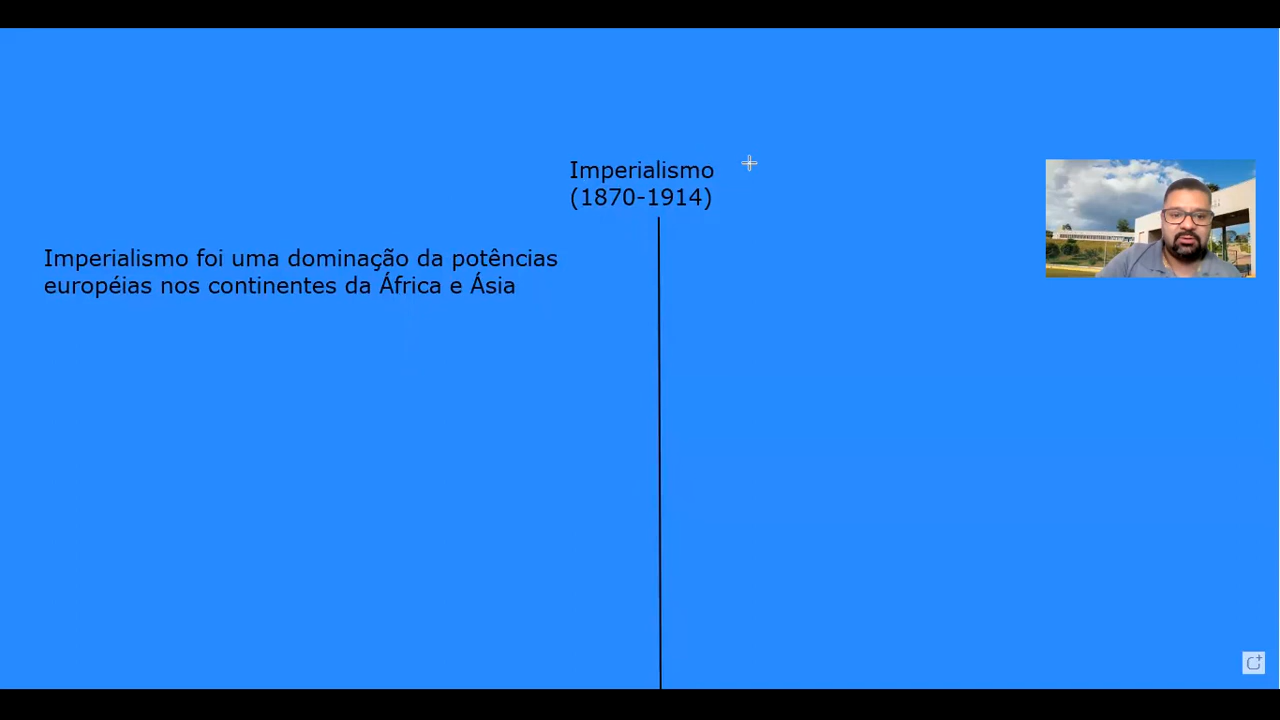 Imperialismo
(1870-1914)
Imperialismo foi uma dominação da potências
européias nos continentes da África e Ásia